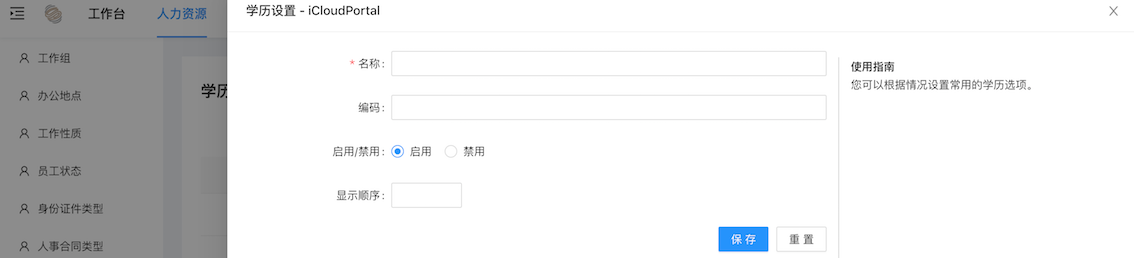 工作台
人力资源
学历设置 - iCloudPortal
工作组
办公地点
工作性质
员工状态
身份证件类型
人事合同类型
学历
* 名称:
编码:
启用/禁用:
启用
禁用
显示顺序:
保 存
重 置
使用指南
您可以根据情况设置常用的学历选项。